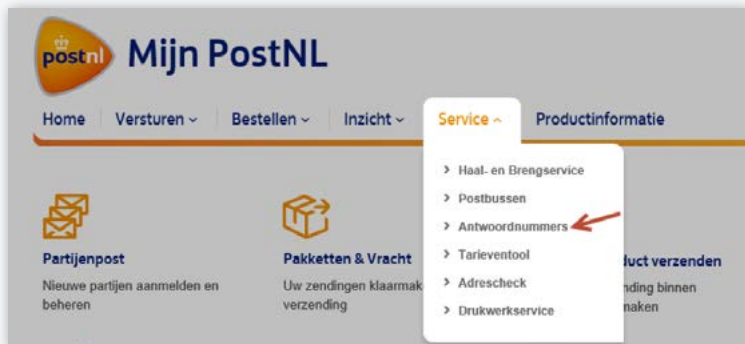 postnl
Mijn PostNL
Home Versturen Bestellen Inzicht Service Productinformatie
Haal- en Brengservice
Postbussen
Antwoordnummers
Tarieventool
Adrescheck
Drukwerkservice
Partijenpost
Nieuwe partijen aanmelden en
beheren
Pakketten & Vracht
Uw zendingen klaarmak
verzending
duct verzenden
nding binnen
maken